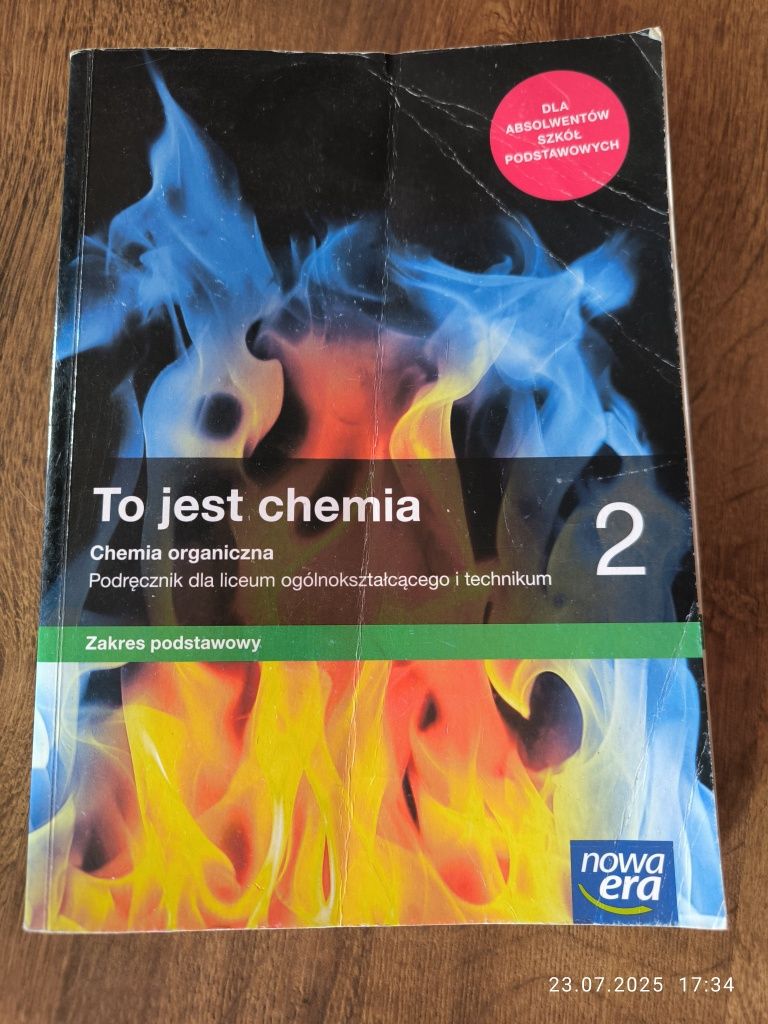 DLA
ABSOLWENTÓW
SZKÓŁ
PODSTAWOWYCH
To jest chemia
2
Chemia organiczna
Podręcznik dla liceum ogólnokształcącego i technikum
Zakres podstawowy
nowa
era
23.07.2025 17:34